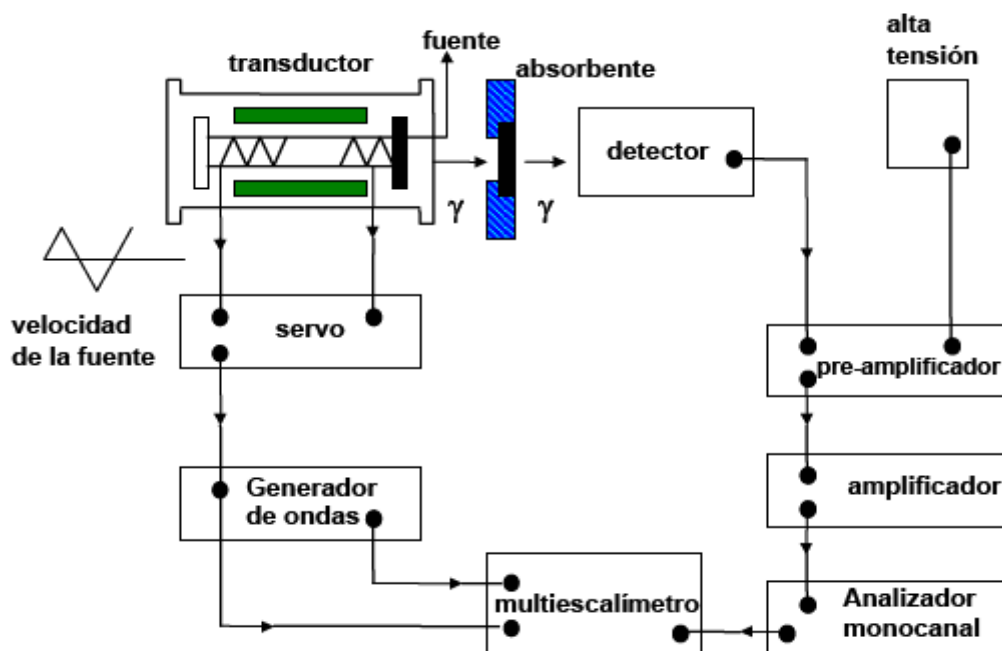 alta
tensión
fuente
transductor
absorbente
detector
γ
γ
velocidad
de la fuente
servo
pre-amplificador
Generador
de ondas
amplificador
multiescalímetro
Analizador
monocanal